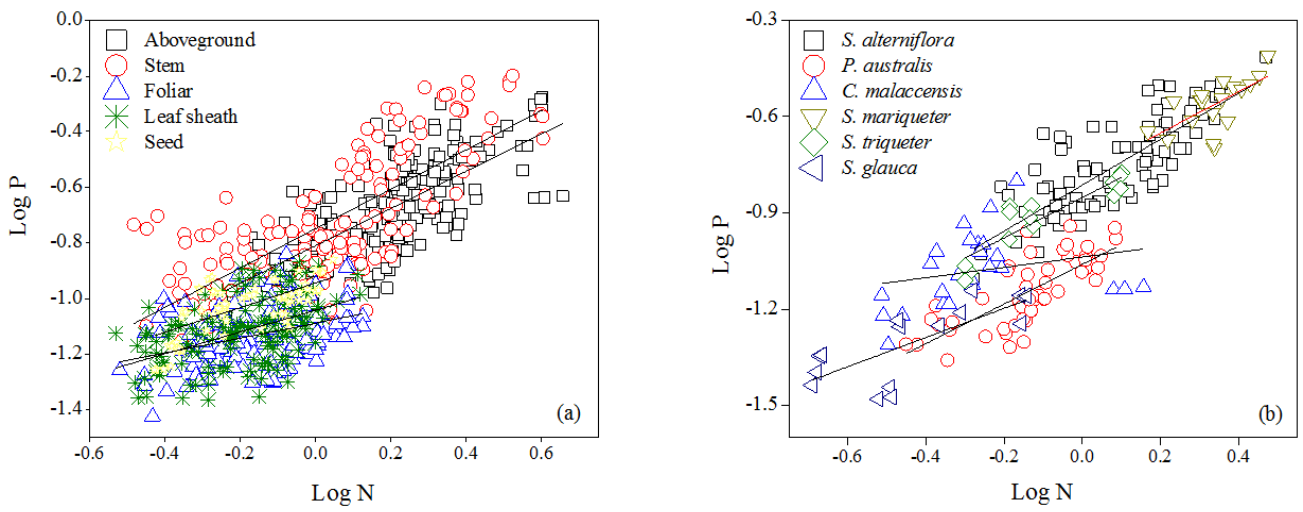 0.0
-0.2
-0.4
-0.6
-0.8
-1.0
-1.2
-1.4
Log P
Aboveground
Stem
Foliar
Leaf sheath
Seed
(a)
-0.6 -0.4 -0.2 0.0 0.2 0.4 0.6
Log N
-0.3
-0.6
-0.9
-1.2
-1.5
Log P
S. alterniflora
P. australis
C. malaccensis
S. mariqueter
S. triqueter
S. glauca
(b)
-0.6 -0.4 -0.2 0.0 0.2 0.4
Log N